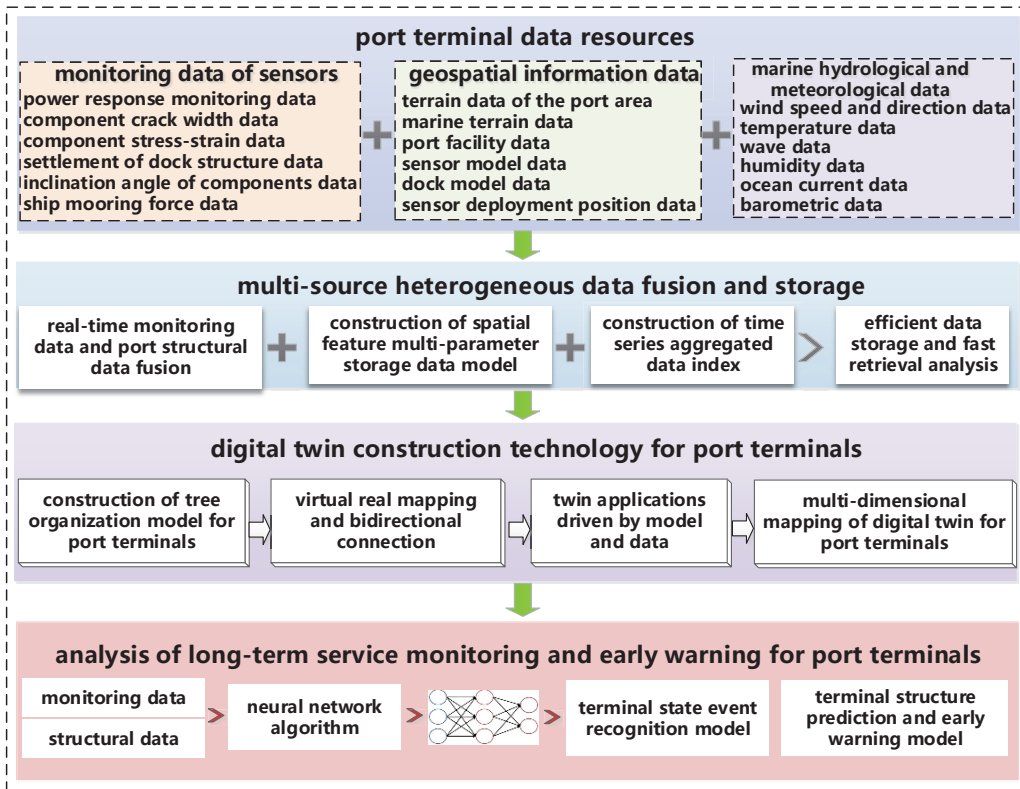 port terminal data resources
monitoring data of sensors
power response monitoring data
component crack width data
component stress-strain data
settlement of dock structure data
inclination angle of components data
ship mooring force data
geospatial information data
terrain data of the port area
marine terrain data
port facility data
sensor model data
dock model data
sensor deployment position data
marine hydrological and
meteorological data
wind speed and direction data
temperature data
wave data
humidity data
ocean current data
barometric data
multi-source heterogeneous data fusion and storage
real-time monitoring
data and port structural
data fusion
construction of spatial
feature multi-parameter
storage data model
construction of time
series aggregated
data index
efficient data
storage and fast
retrieval analysis
digital twin construction technology for port terminals
construction of tree
organization model for
port terminals
virtual real mapping
and bidirectional
connection
twin applications
driven by model
and data
multi-dimensional
mapping of digital twin for
port terminals
analysis of long-term service monitoring and early warning for port terminals
monitoring data
structural data
neural network
algorithm
terminal state event
recognition model
terminal structure
prediction and early
warning model